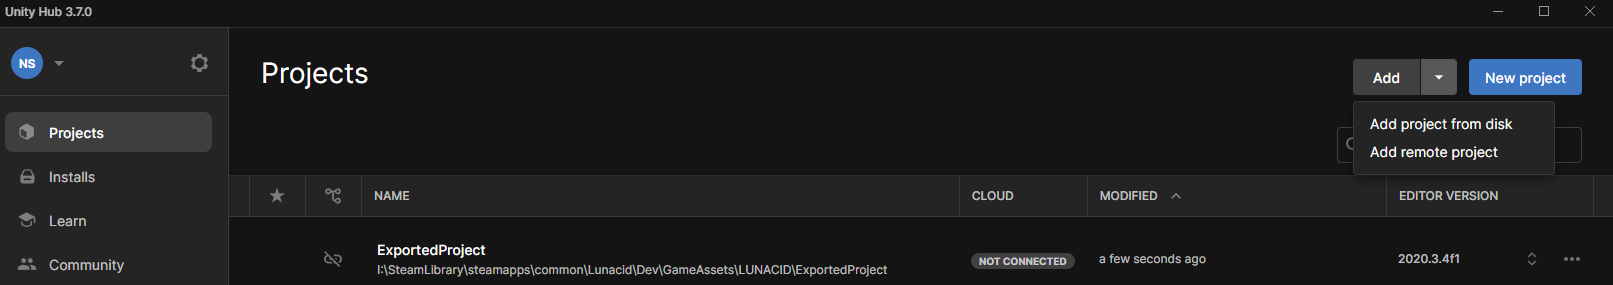 Unity Hub 3.7.0
NS
Projects
Add
New project
Add project from disk
Add remote project
Projects
Installs
Learn
Community
NAME
CLOUD
MODIFIED
EDITOR VERSION
ExportedProject
I:\SteamLibrary\steamapps\common\Lunacid\Dev\GameAssets\LUNACID\ExportedProject
NOT CONNECTED
a few seconds ago
2020.3.4f1